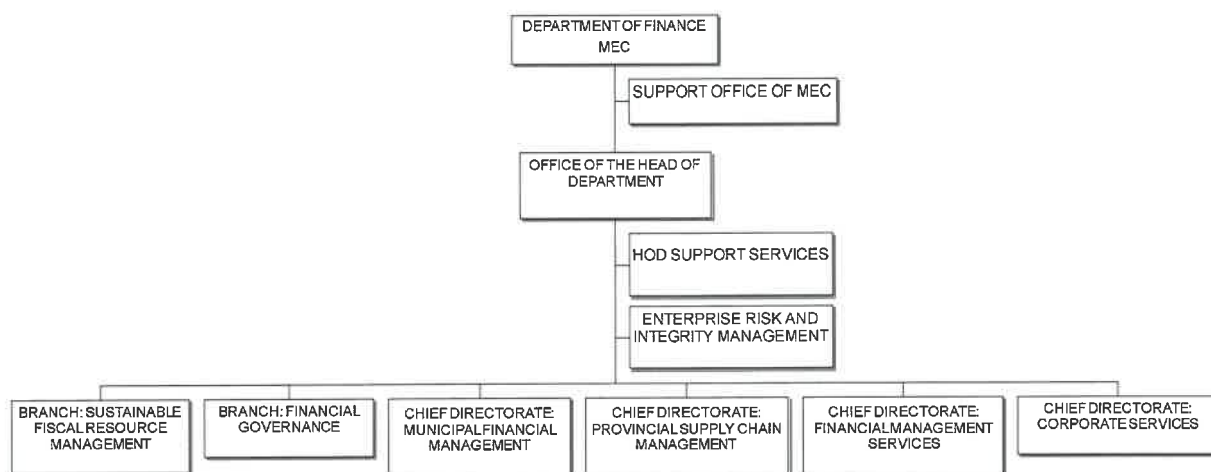 DEPARTMENT OF FINANCE
MEC
SUPPORT OFFICE OF MEC
OFFICE OF THE HEAD OF
DEPARTMENT
HOD SUPPORT SERVICES
ENTERPRISE RISK AND
INTEGRITY MANAGEMENT
BRANCH: SUSTAINABLE
FISCAL RESOURCE
MANAGEMENT
BRANCH: FINANCIAL
GOVERNANCE
CHIEF DIRECTORATE:
MUNICIPAL FINANCIAL
MANAGEMENT
CHIEF DIRECTORATE:
PROVINCIAL SUPPLY CHAIN
MANAGEMENT
CHIEF DIRECTORATE:
FINANCIAL MANAGEMENT
SERVICES
CHIEF DIRECTORATE:
CORPORATE SERVICES